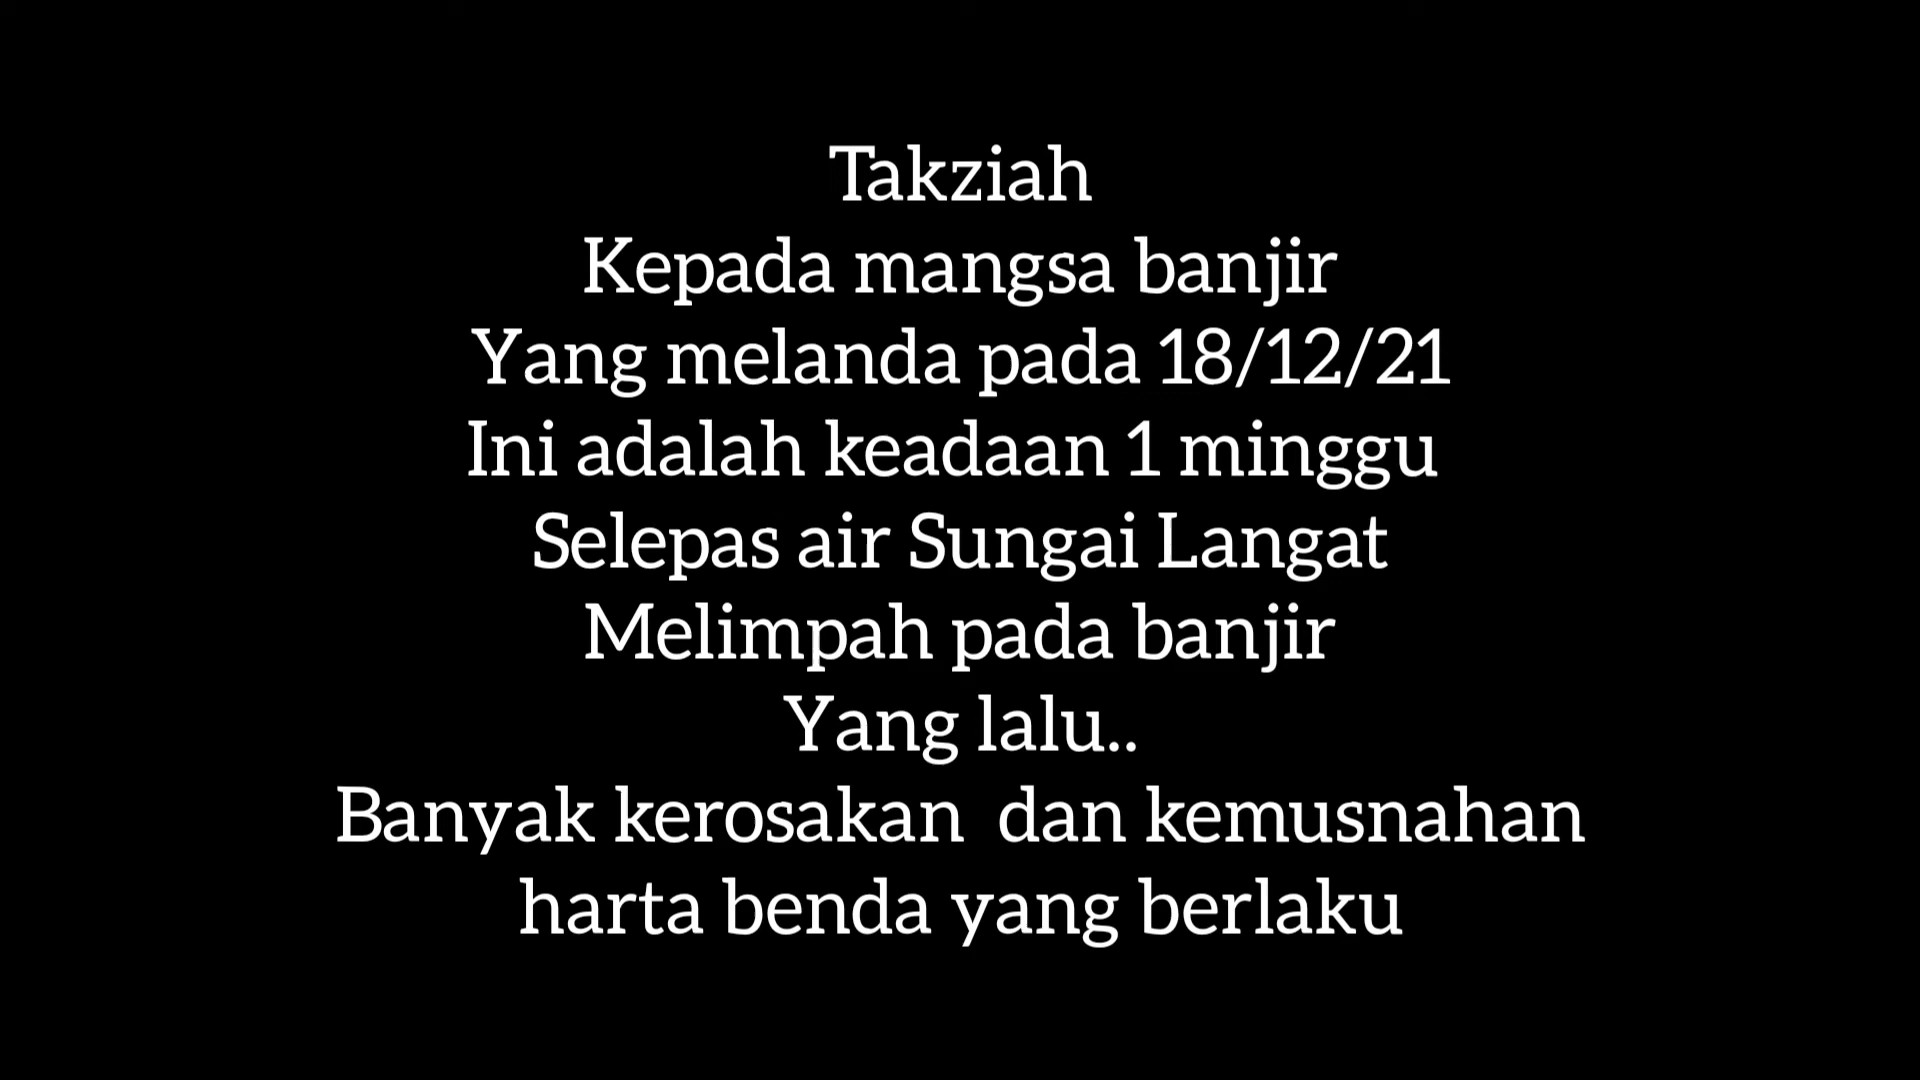 Takziah
Kepada mangsa banjir
Yang melanda pada 18/12/21
Ini adalah keadaan 1 minggu
Selepas air Sungai Langat
Melimpah pada banjir
Yang lalu..
Banyak kerosakan  dan kemusnahan
harta benda yang berlaku